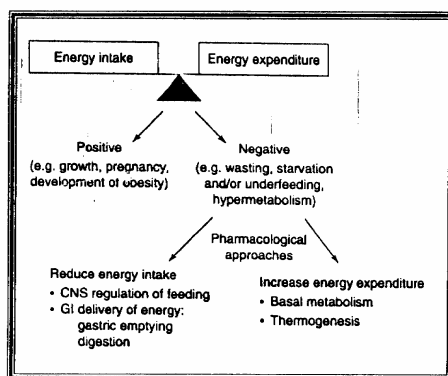 Energy intake
Energy expenditure
Positive
(e.g. growth, pregnancy,
development of obesity)
Negative
(e.g. wasting, starvation
and/or underfeeding,
hypermetabolism)
Pharmacological
approaches
Reduce energy intake
• CNS regulation of feeding
• GI delivery of energy:
gastric emptying
digestion
Increase energy expenditure
• Basal metabolism
• Thermogenesis